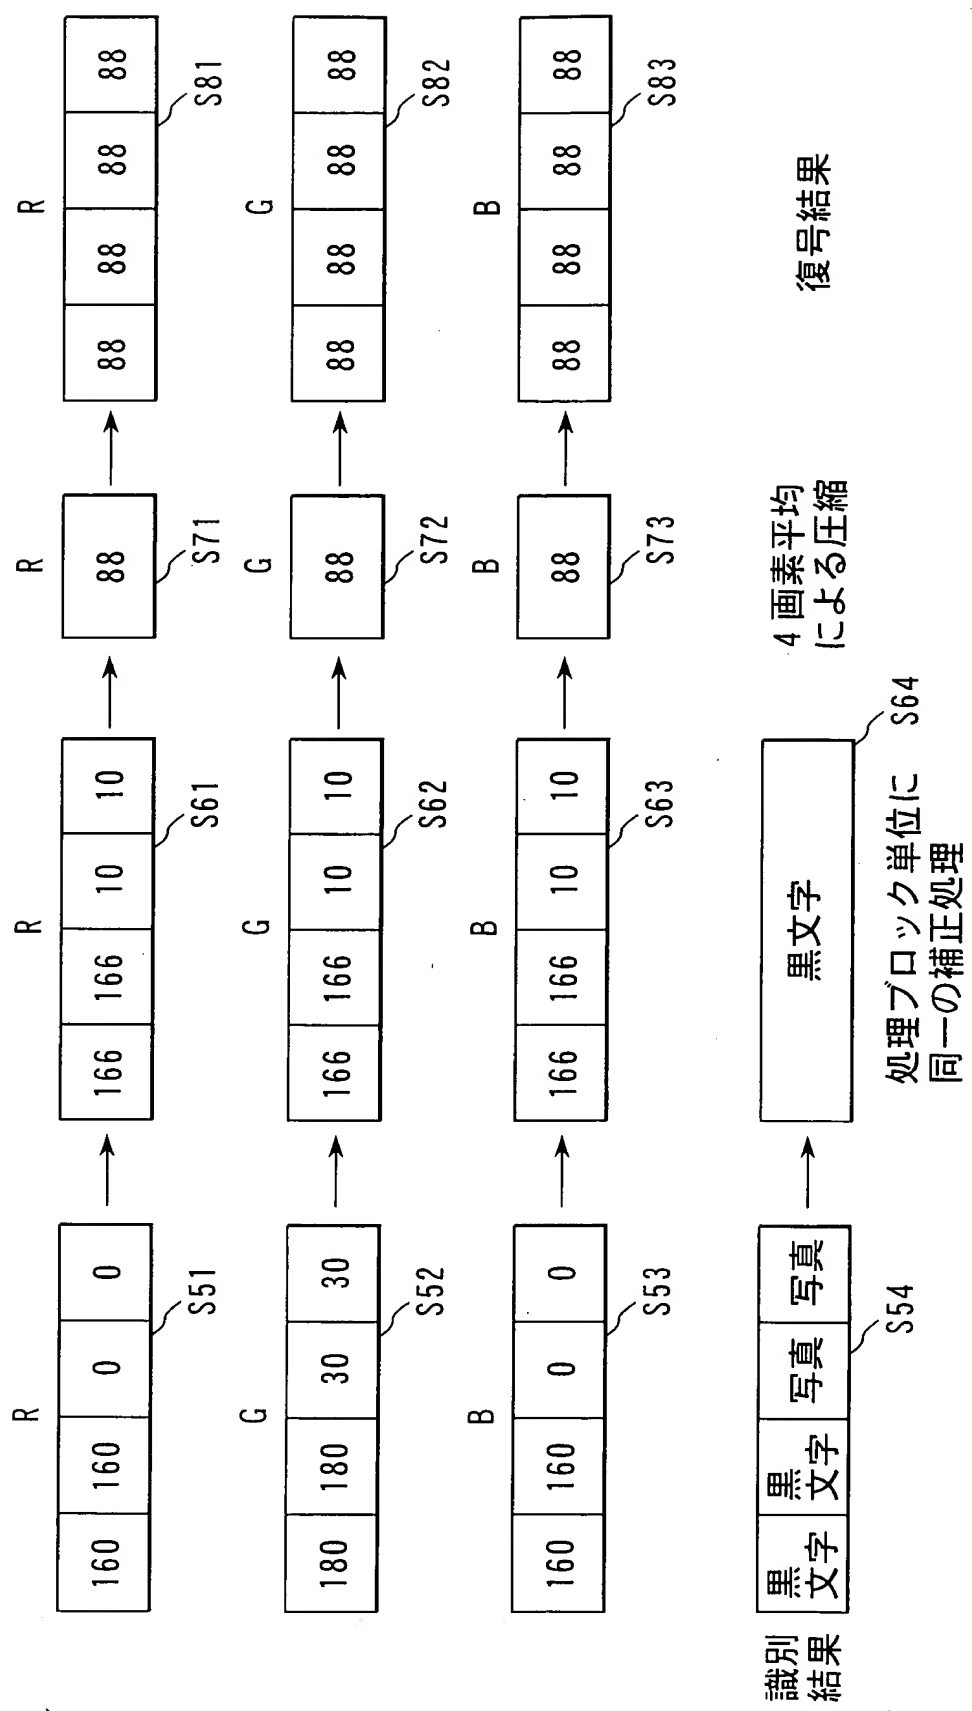 R
160 160 0 0
S51
R
166 166 10 10
S61
R
88
S71
R
88 88 88 88
S81
G
180 180 30 30
S52
G
166 166 10 10
S62
G
88
S72
G
88 88 88 88
S82
B
160 160 0 0
S53
B
166 166 10 10
S63
B
88
S73
B
88 88 88 88
S83
識別
結果
黒
文字
黒
文字
写真
写真
S54
黒文字
S64
処理ブロック単位に
同一の補正処理
4画素平均
による圧縮
復号結果